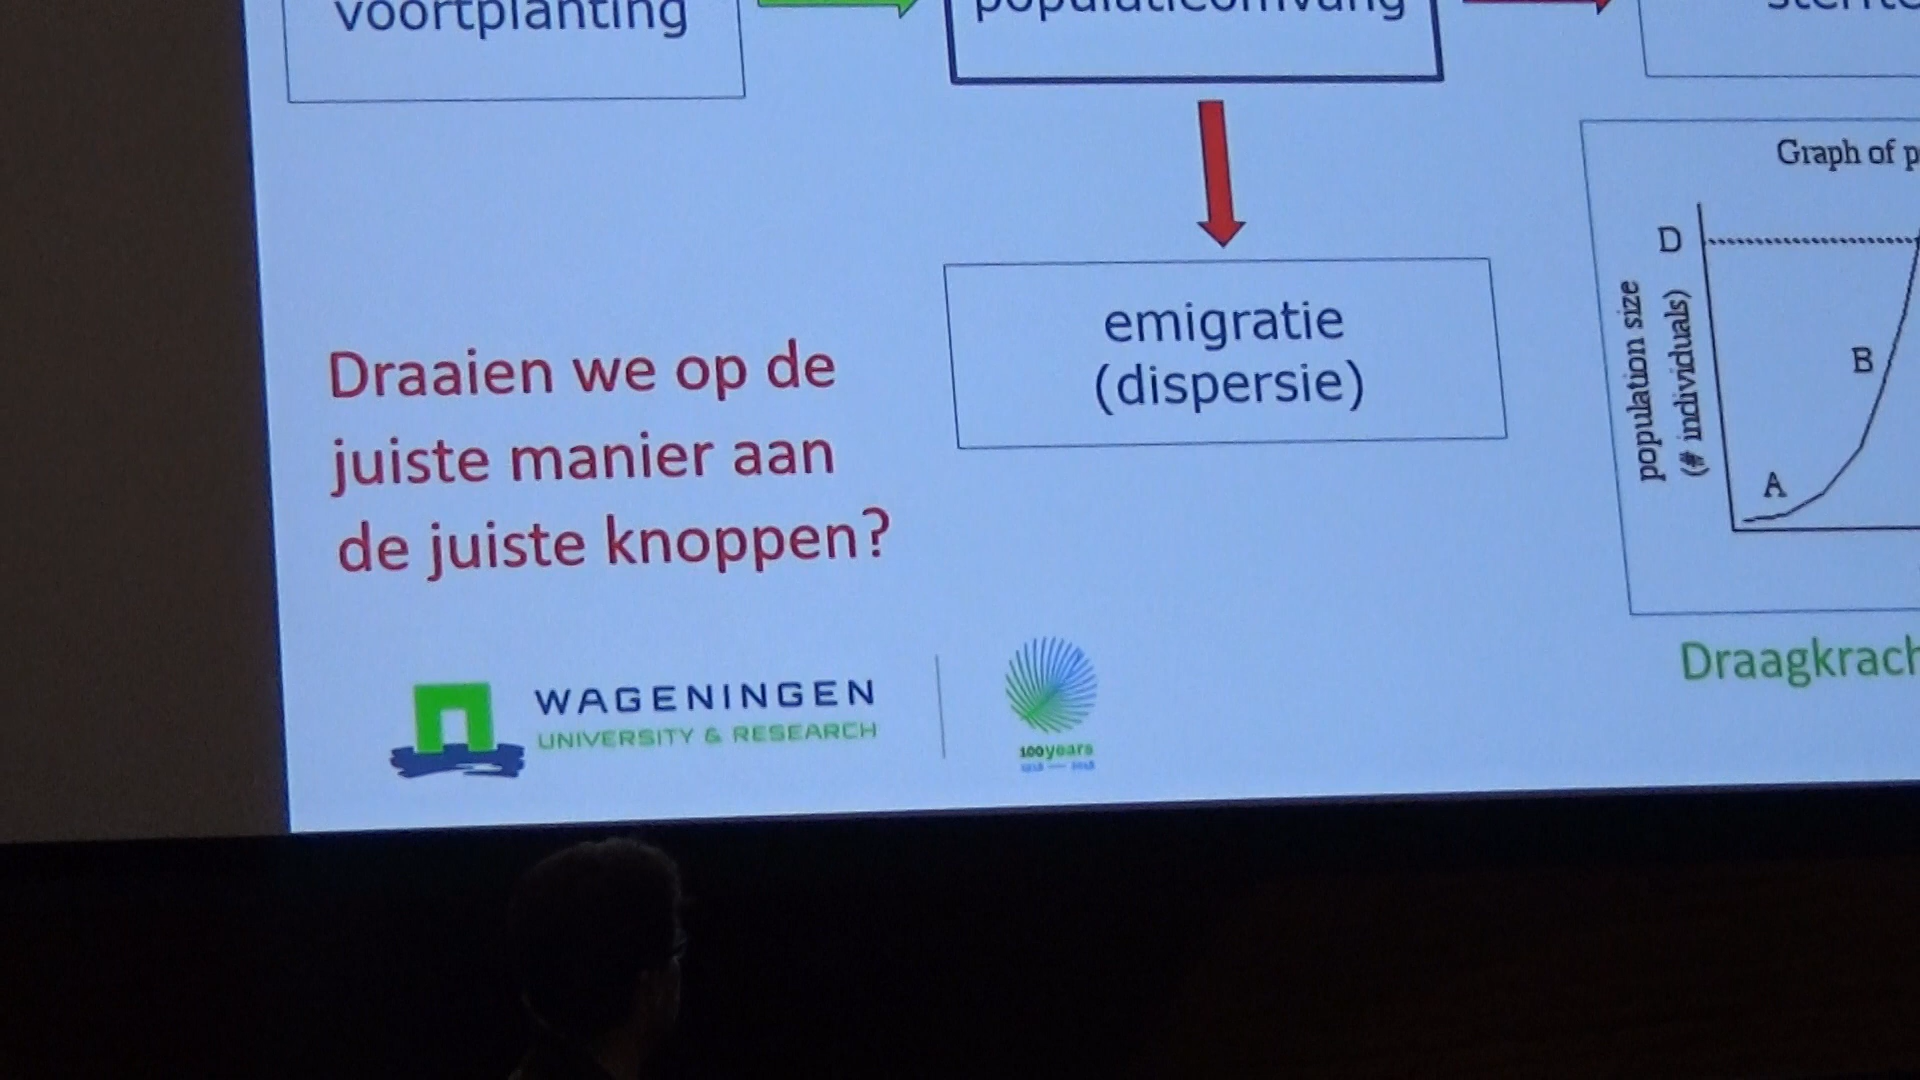 voortplanting
populatieomvang
Graph of
D
population size
(# individuals)
B
A
emigratie
(dispersie)
Draaien we op de
juiste manier aan
de juiste knoppen?
WAGENINGEN
UNIVERSITY & RESEARCH
100years
Draagkrach